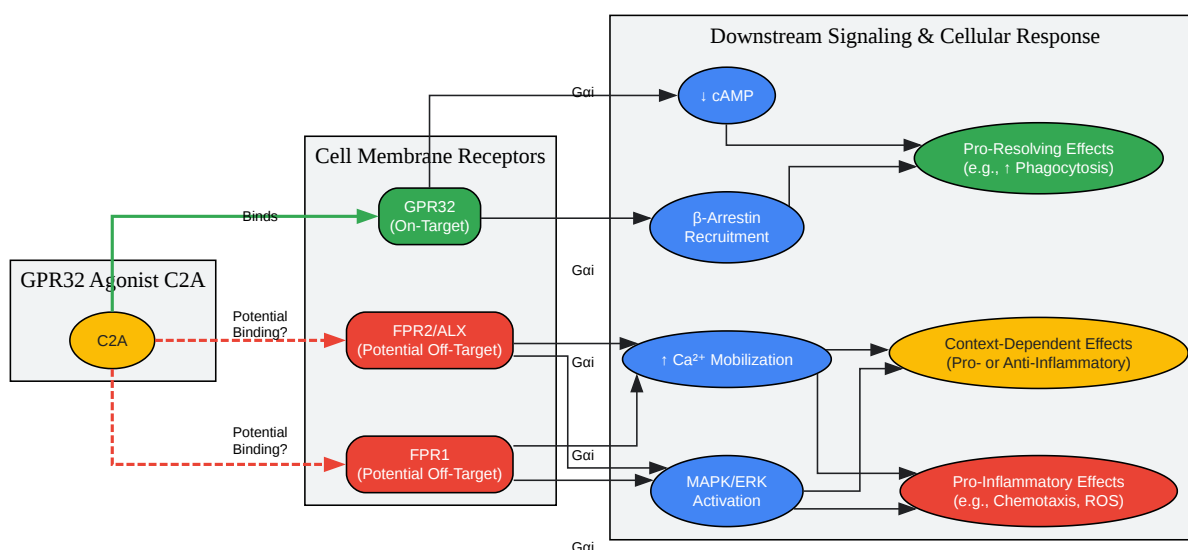 Downstream Signaling & Cellular Response
Gαi
↓ cAMP
Cell Membrane Receptors
Pro-Resolving Effects
(e.g., ↑ Phagocytosis)
Binds
GPR32
(On-Target)
β-Arrestin
Recruitment
GPR32 Agonist C2A
Gαi
C2A
Potential
Binding?
FPR2/ALX
(Potential Off-Target)
Gαi
↑ Ca²⁺ Mobilization
Context-Dependent Effects
(Pro- or Anti-Inflammatory)
Potential
Binding?
FPR1
(Potential Off-Target)
Gαi
MAPK/ERK
Activation
Pro-Inflammatory Effects
(e.g., Chemotaxis, ROS)
Gαi